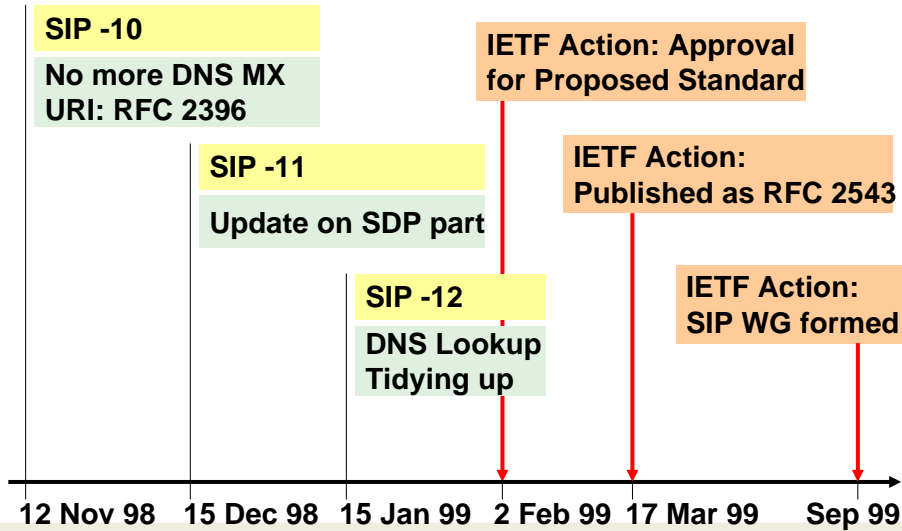 SIP -10
No more DNS MX
URI: RFC 2396
SIP -11
Update on SDP part
SIP -12
DNS Lookup
Tidying up
IETF Action: Approval
for Proposed Standard
IETF Action:
Published as RFC 2543
IETF Action:
SIP WG formed
12 Nov 98 15 Dec 98 15 Jan 99 2 Feb 99 17 Mar 99 Sep 99